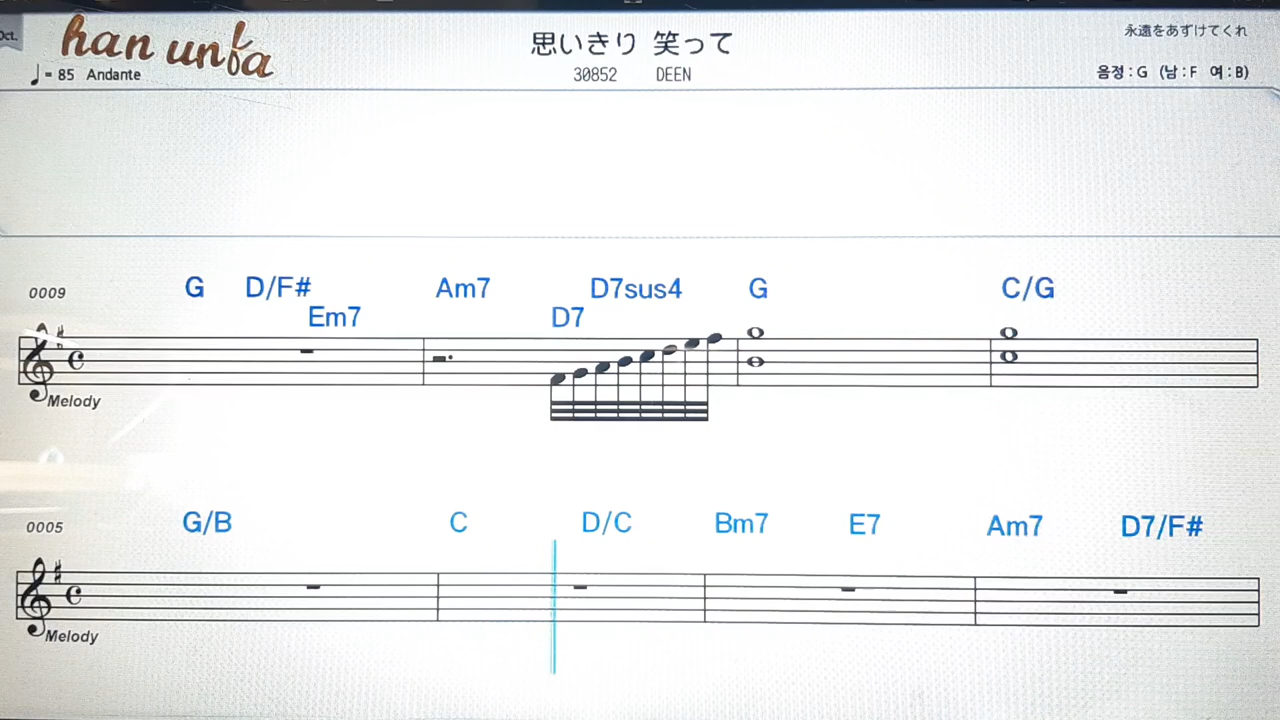 Oct.
han unfa
♩= 85 Andante
思いきり 笑って
30852 DEEN
永遠をあずけてくれ
음정 : G (남 : F 여 : B)
0009
G D/F# Em7 Am7 D7 D7sus4 G C/G
Melody
0005
G/B C D/C Bm7 E7 Am7 D7/F#
Melody